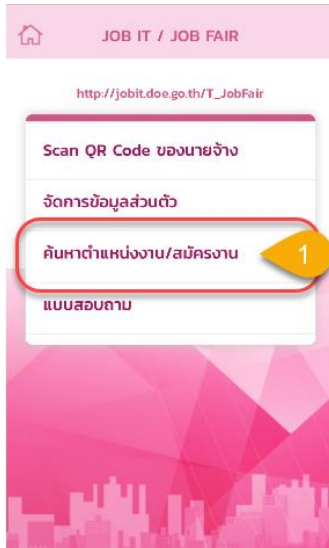 JOB IT / JOB FAIR
http://jobit.doe.go.th/T_JobFair
Scan QR Code ของนายจ้าง
จัดการข้อมูลส่วนตัว
ค้นหาตำแหน่งงาน/สมัครงาน
1
แบบสอบถาม